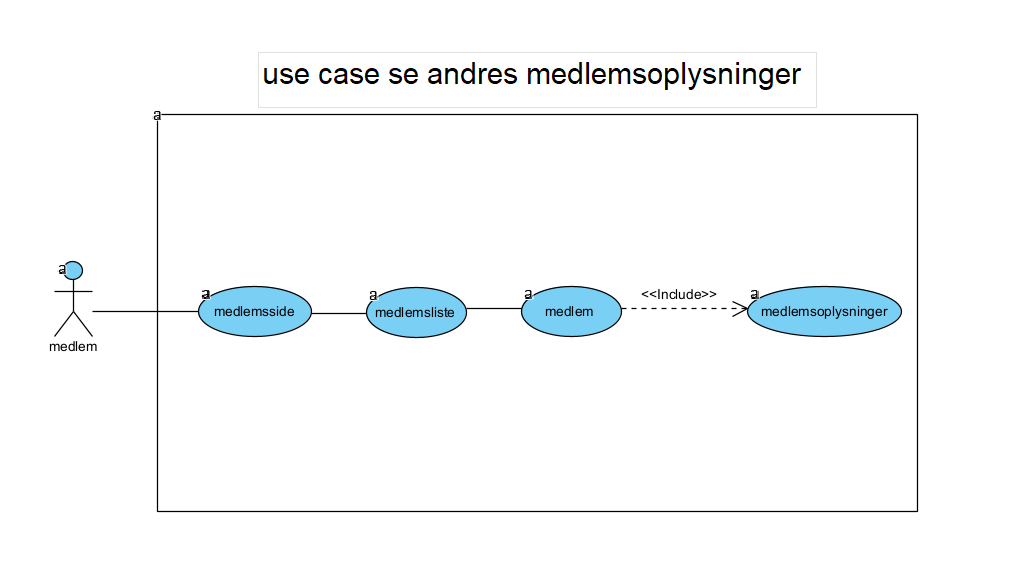 use case se andres medlemsoplysninger
a
a
medlem
a
medlemsside
a
medlemsliste
a
medlem
<<Include>>
a
medlemsoplysninger